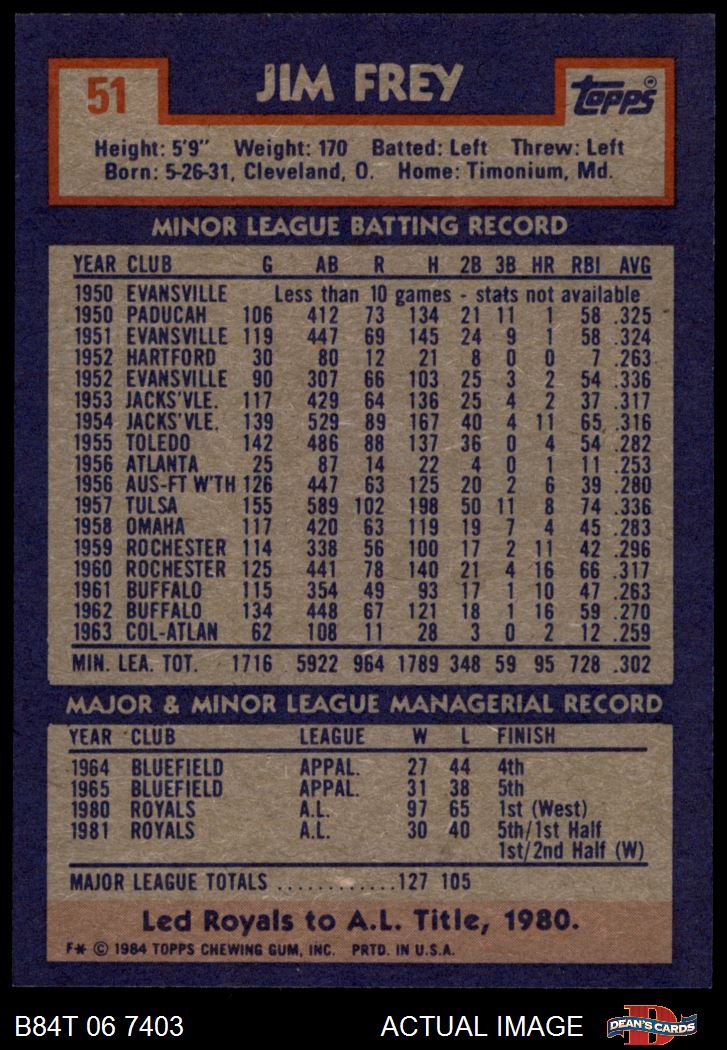 51
JIM FREY
TOPPS
Height: 5'9" Weight: 170 Batted: Left Threw: Left
Born: 5-26-31, Cleveland, O. Home: Timonium, Md.
MINOR LEAGUE BATTING RECORD
YEAR CLUB G AB R H 2B 3B HR RBI AVG
1950 EVANSVILLE Less than 10 games - stats not available
1950 PADUCAH 106 412 73 134 21 11 1 58 .325
1951 EVANSVILLE 119 447 69 145 24 9 1 58 .324
1952 HARTFORD 30 80 12 21 8 0 0 7 .263
1952 EVANSVILLE 90 307 66 103 25 3 2 54 .336
1953 JACKS'VLE. 117 429 64 136 25 4 2 37 .317
1954 JACKS'VLE. 139 529 89 167 40 4 11 65 .316
1955 TOLEDO 142 486 88 137 36 0 4 54 .282
1956 ATLANTA 25 87 14 22 4 0 1 11 .253
1956 AUS-FT W'TH 126 447 63 125 20 2 6 39 .280
1957 TULSA 155 589 102 198 50 11 8 74 .336
1958 OMAHA 117 420 63 119 19 7 4 45 .283
1959 ROCHESTER 114 338 56 100 17 2 11 42 .296
1960 ROCHESTER 125 441 78 140 21 4 16 66 .317
1961 BUFFALO 115 354 49 93 17 1 10 47 .263
1962 BUFFALO 134 448 67 121 18 1 16 59 .270
1963 COL-ATLAN 62 108 11 28 3 0 2 12 .259
MIN. LEA. TOT. 1716 5922 964 1789 348 59 95 728 .302
MAJOR & MINOR LEAGUE MANAGERIAL RECORD
YEAR CLUB LEAGUE W L FINISH
1964 BLUEFIELD APPAL. 27 44 4th
1965 BLUEFIELD APPAL. 31 38 5th
1980 ROYALS A.L. 97 65 1st (West)
1981 ROYALS A.L. 30 40 5th/1st Half
1st/2nd Half (W)
MAJOR LEAGUE TOTALS ............127 105
Led Royals to A.L. Title, 1980.
F* © 1984 TOPPS CHEWING GUM, INC. PRTD. IN U.S.A.
B84T 06 7403 ACTUAL IMAGE DEAN'S CARDS